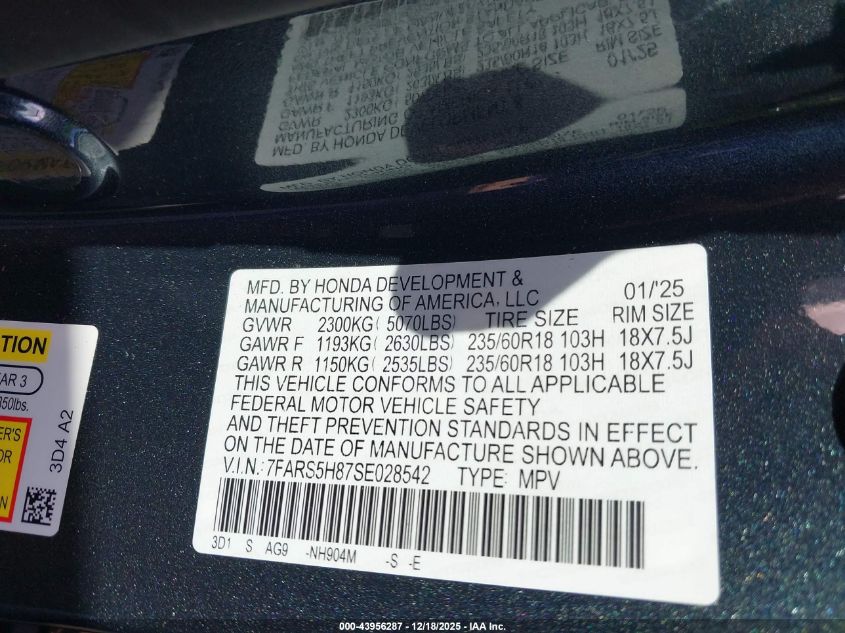 MFD. BY HONDA DEVELOPMENT &
MANUFACTURING OF AMERICA, LLC 01/'25
GVWR 2300KG( 5070LBS) TIRE SIZE RIM SIZE
GAWR F 1193KG( 2630LBS) 235/60R18 103H 18X7.5J
GAWR R 1150KG( 2535LBS) 235/60R18 103H 18X7.5J
THIS VEHICLE CONFORMS TO ALL APPLICABLE
FEDERAL MOTOR VEHICLE SAFETY
AND THEFT PREVENTION STANDARDS IN EFFECT
ON THE DATE OF MANUFACTURE SHOWN ABOVE.
V.I.N.:7FARS5H87SE028542 TYPE: MPV
3D1 S AG9 -NH904M -S -E
3D4 A2
000-43956287 - 12/18/2025 - IAA Inc.